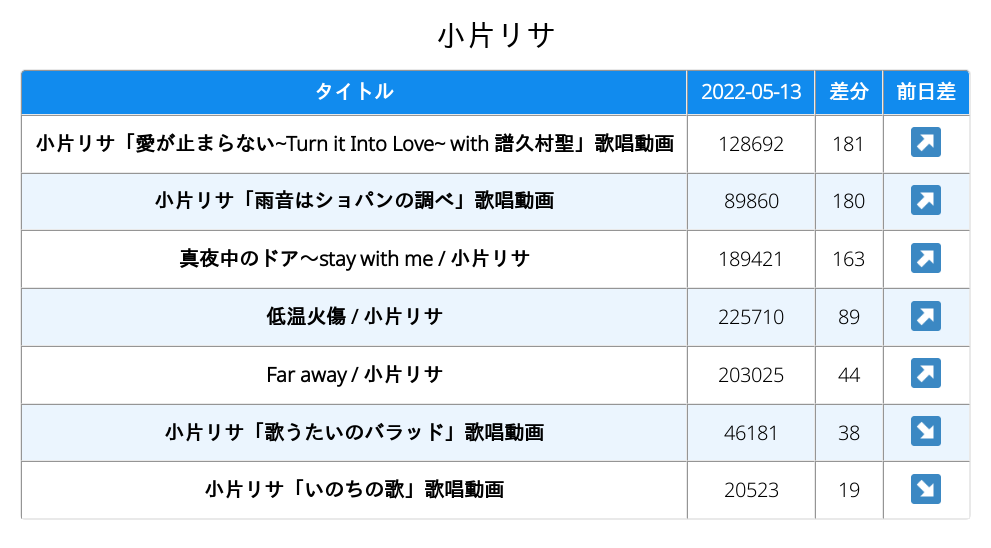 小片リサ
タイトル 2022-05-13 差分 前日差
小片リサ「愛が止まらない~Turn it Into Love~ with 譜久村聖」歌唱動画 128692 181 ↗
小片リサ「雨音はショパンの調べ」歌唱動画 89860 180 ↗
真夜中のドア〜stay with me / 小片リサ 189421 163 ↗
低温火傷 / 小片リサ 225710 89 ↗
Far away / 小片リサ 203025 44 ↗
小片リサ「歌うたいのバラッド」歌唱動画 46181 38 ↘
小片リサ「いのちの歌」歌唱動画 20523 19 ↘